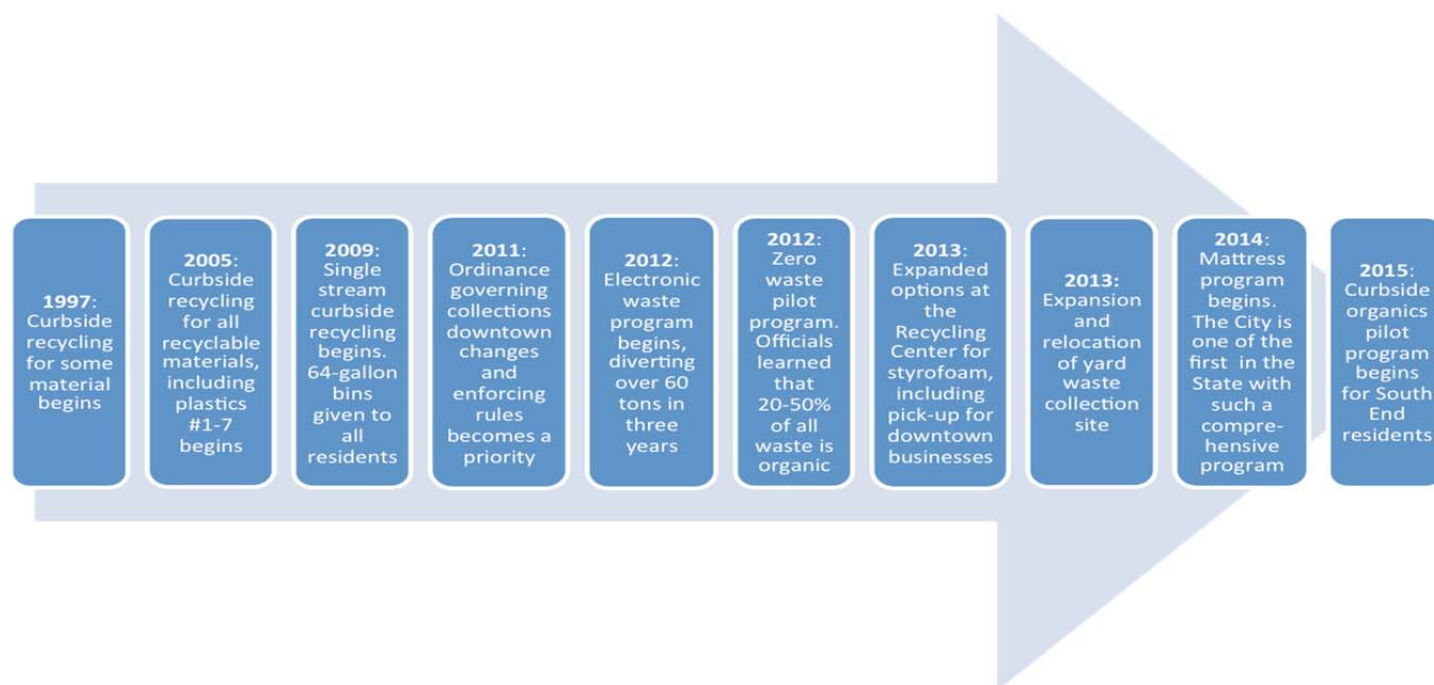 1997:
Curbside
recycling
for some
material
begins
2005:
Curbside
recycling
for all
recyclable
materials,
including
plastics
#1-7
begins
2009:
Single
stream
curbside
recycling
begins.
64-gallon
bins
given to
all
residents
2011:
Ordinance
governing
collections
downtown
changes
and
enforcing
rules
becomes a
priority
2012:
Electronic
waste
program
begins,
diverting
over 60
tons in
three
years
2012:
Zero
waste
pilot
program.
Officials
learned
that
20-50%
of all
waste is
organic
2013:
Expanded
options at
the
Recycling
Center for
styrofoam,
including
pick-up for
downtown
businesses
2013:
Expansion
and
relocation
of yard
waste
collection
site
2014:
Mattress
program
begins.
The City is
one of the
first in the
State with
such a
compre-
hensive
program
2015:
Curbside
organics
pilot
program
begins
for South
End
residents